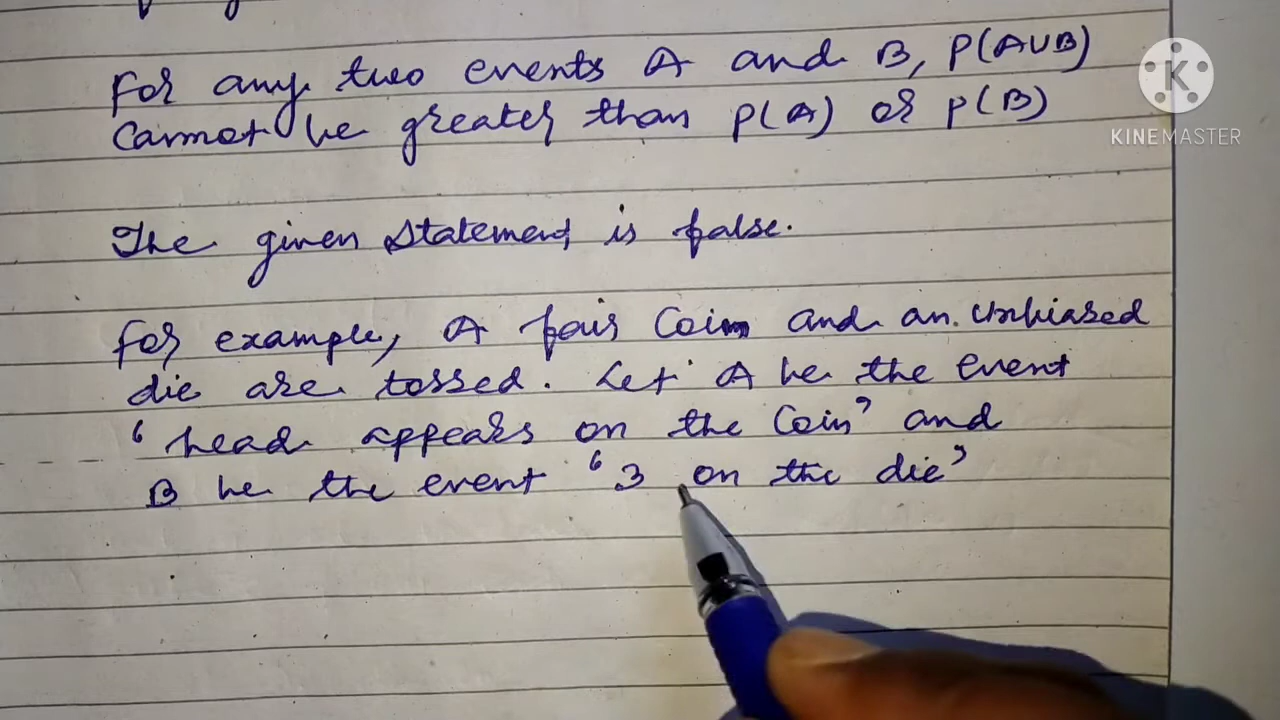 For any two events A and B, P(A∪B)
cannot be greater than P(A) or P(B)
KINEMASTER
The given statement is false.
For example, A fair coin and an unbiased
die are tossed. Let A be the event
'head appears on the coin' and
B be the event '3 on the die'